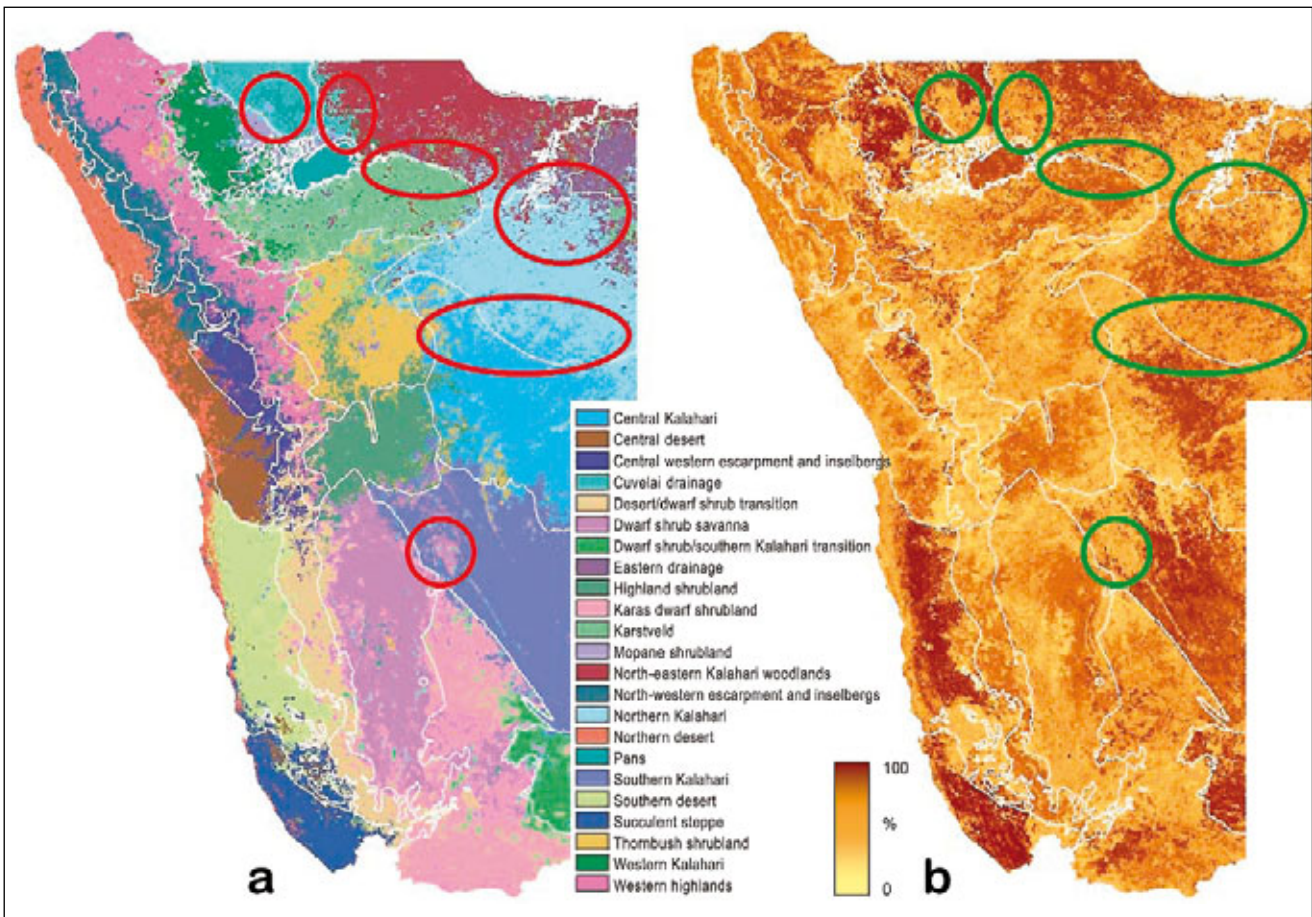 Central Kalahari
Central desert
Central western escarpment and inselbergs
Cuvelai drainage
Desert/dwarf shrub transition
Dwarf shrub savanna
Dwarf shrub/southern Kalahari transition
Eastern drainage
Highland shrubland
Karas dwarf shrubland
Karstveld
Mopane shrubland
North-eastern Kalahari woodlands
North-western escarpment and inselbergs
Northern Kalahari
Northern desert
Pans
Southern Kalahari
Southern desert
Succulent steppe
Thornbush shrubland
Western Kalahari
Western highlands
a
100
%
0
b